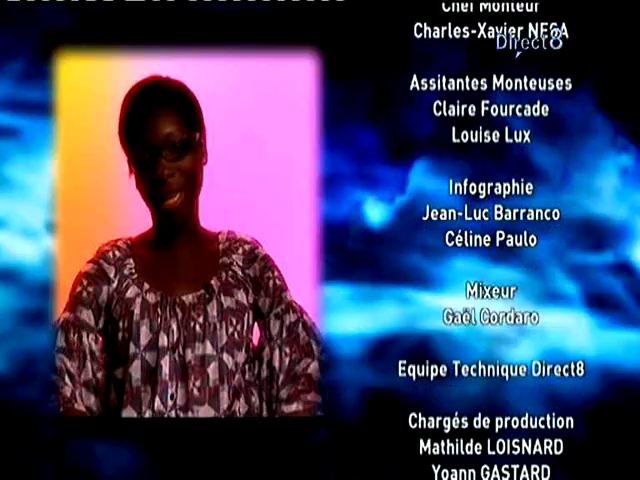 Chef Monteur
Charles-Xavier NEGA
Direct8
Assitantes Monteuses
Claire Fourcade
Louise Lux
Infographie
Jean-Luc Barranco
Céline Paulo
Mixeur
Gaël Cordaro
Equipe Technique Direct8
Chargés de production
Mathilde LOISNARD
Yoann GASTARD